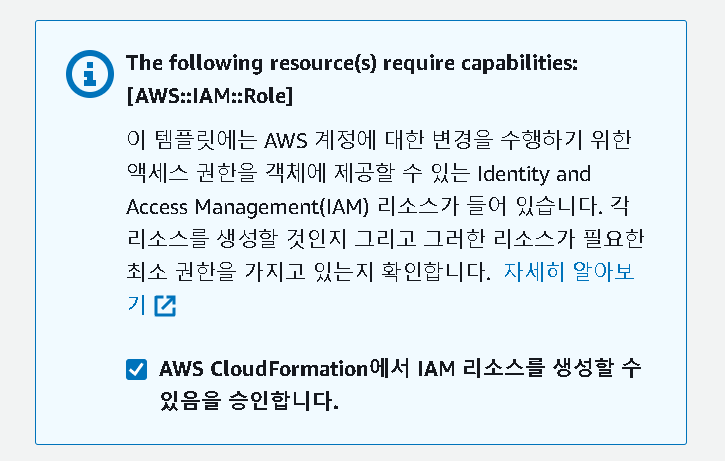 The following resource(s) require capabilities:
[AWS::IAM::Role]
이 템플릿에는 AWS 계정에 대한 변경을 수행하기 위한
액세스 권한을 객체에 제공할 수 있는 Identity and
Access Management(IAM) 리소스가 들어 있습니다. 각
리소스를 생성할 것인지 그리고 그러한 리소스가 필요한
최소 권한을 가지고 있는지 확인합니다. 자세히 알아보
기
AWS CloudFormation에서 IAM 리소스를 생성할 수
있음을 승인합니다.